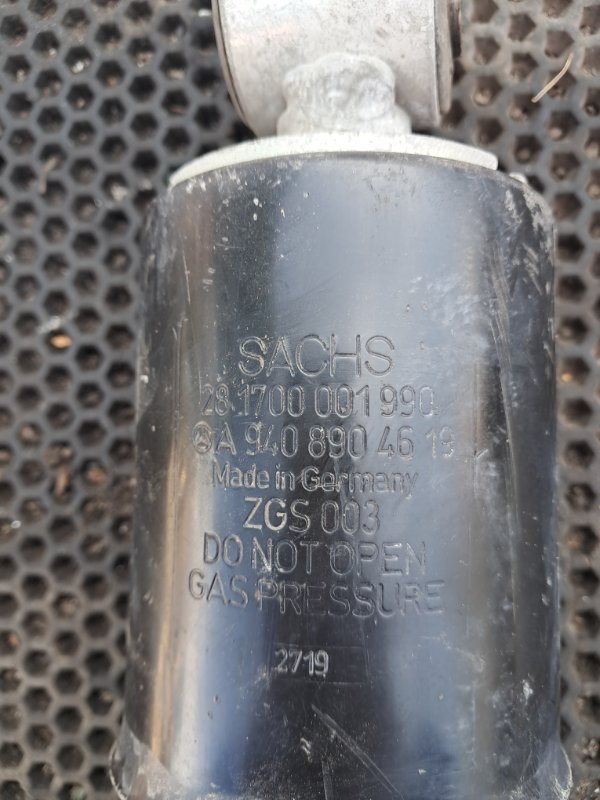 SACHS
28 1700 001 990
A 940 890 46 19
Made in Germany
ZGS 003
DO NOT OPEN
GAS PRESSURE
2719